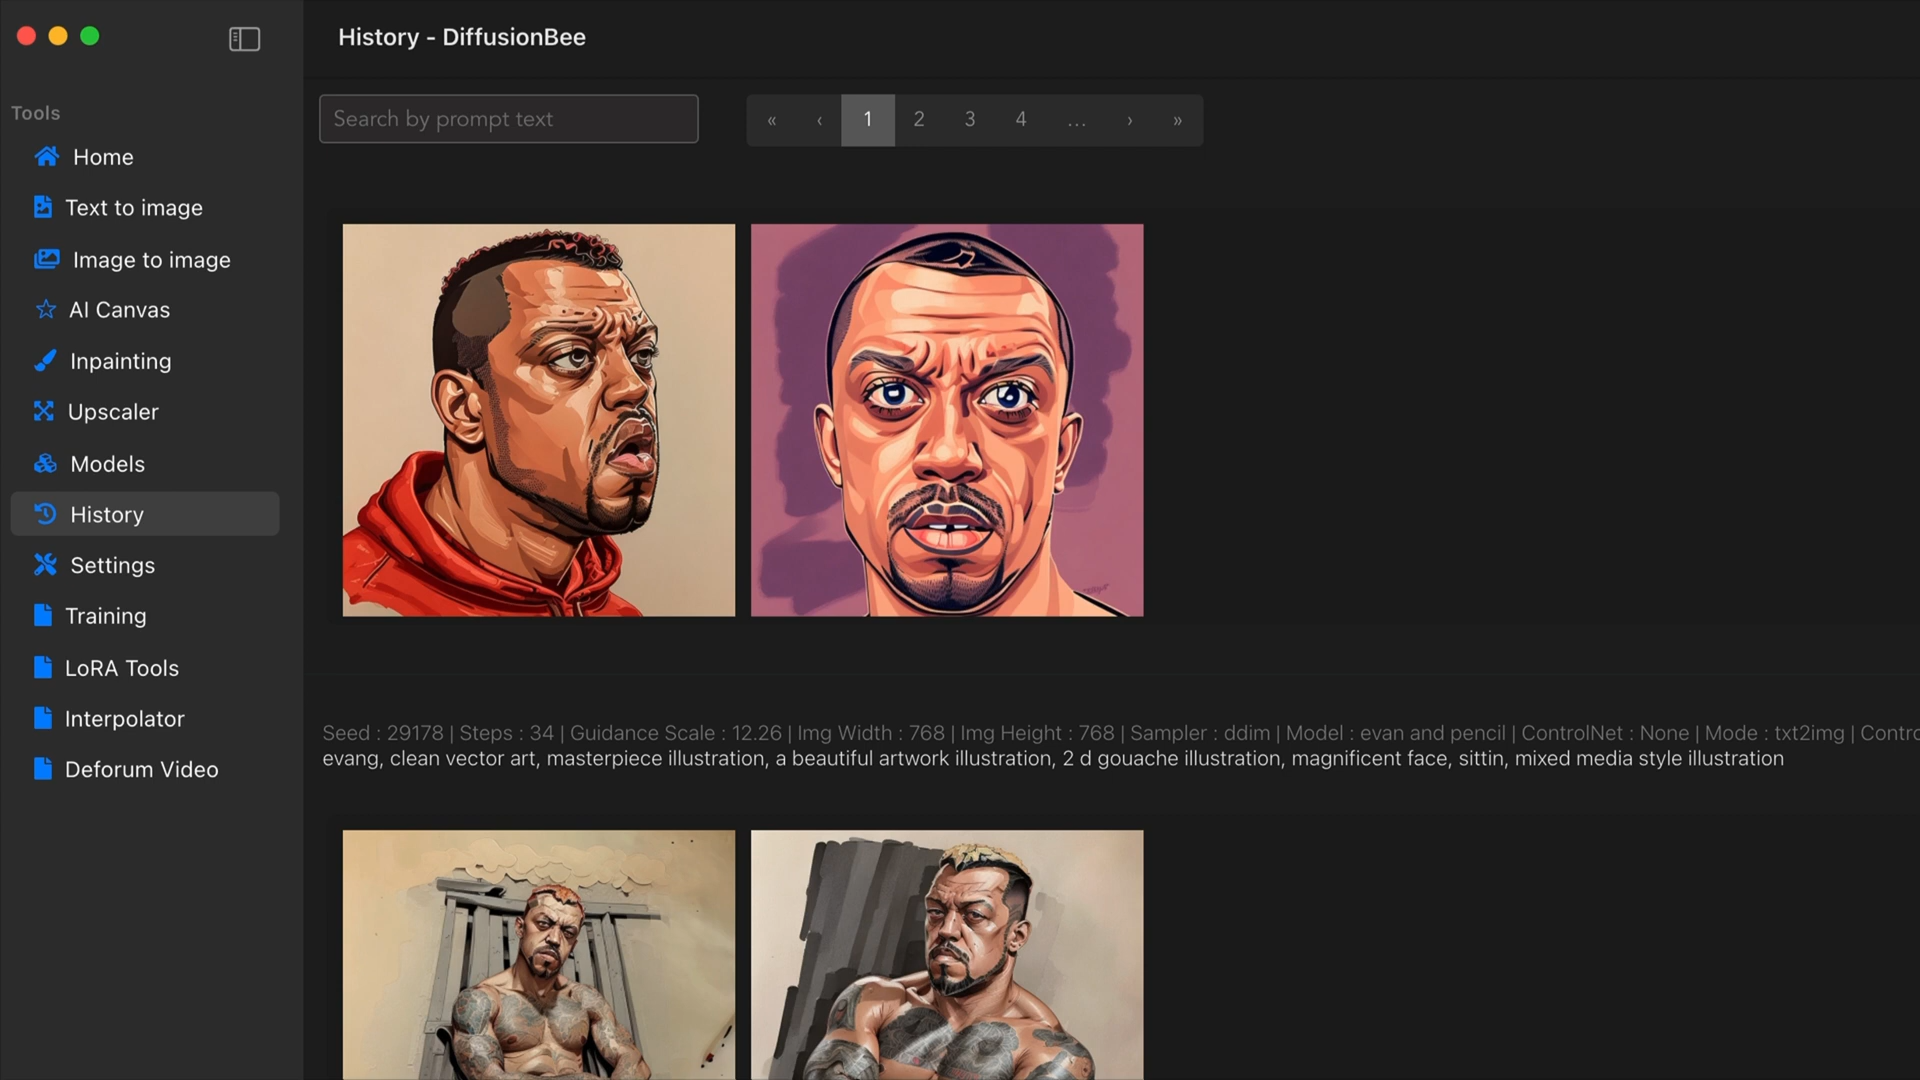 History - DiffusionBee
Tools
Home
Text to image
Image to image
AI Canvas
Inpainting
Upscaler
Models
History
Settings
Training
LoRA Tools
Interpolator
Deforum Video
Search by prompt text
« ‹ 1 2 3 4 ... › »
Seed : 29178 | Steps : 34 | Guidance Scale : 12.26 | Img Width : 768 | Img Height : 768 | Sampler : ddim | Model : evan and pencil | ControlNet : None | Mode : txt2img | Contro
evang, clean vector art, masterpiece illustration, a beautiful artwork illustration, 2 d gouache illustration, magnificent face, sittin, mixed media style illustration